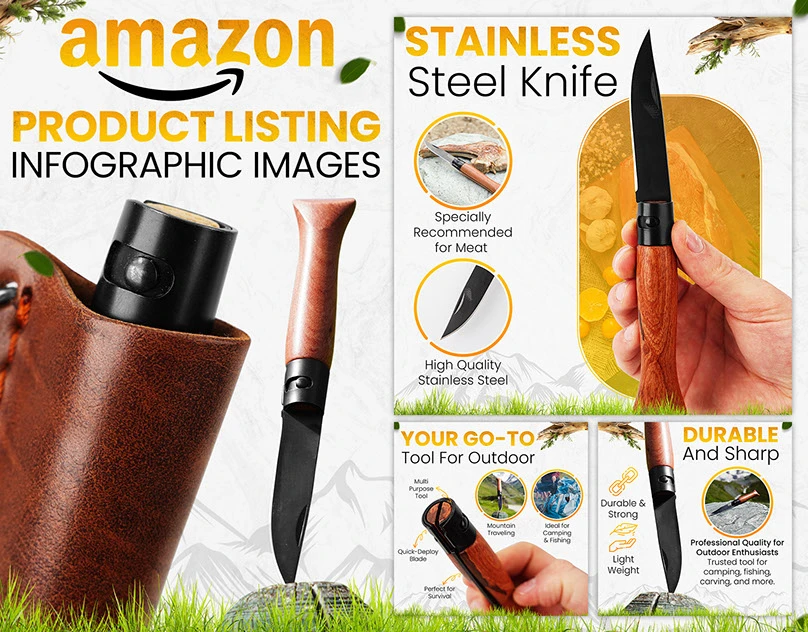 amazon
PRODUCT LISTING
INFOGRAPHIC IMAGES
STAINLESS
Steel Knife
Specially
Recommended
for Meat
High Quality
Stainless Steel
YOUR GO-TO
Tool For Outdoor
Multi
Purpose
Tool
Mountain
Traveling
Ideal for
Camping
& Fishing
Quick-Deploy
Blade
Perfect for
Survival
DURABLE
And Sharp
Durable &
Strong
Light
Weight
Professional Quality for
Outdoor Enthusiasts
Trusted tool for
camping, fishing,
carving, and more.